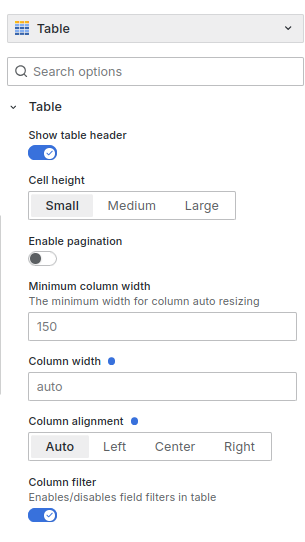 Table
Search options
Table
Show table header
Cell height
Small Medium Large
Enable pagination
Minimum column width
The minimum width for column auto resizing
150
Column width
auto
Column alignment
Auto Left Center Right
Column filter
Enables/disables field filters in table